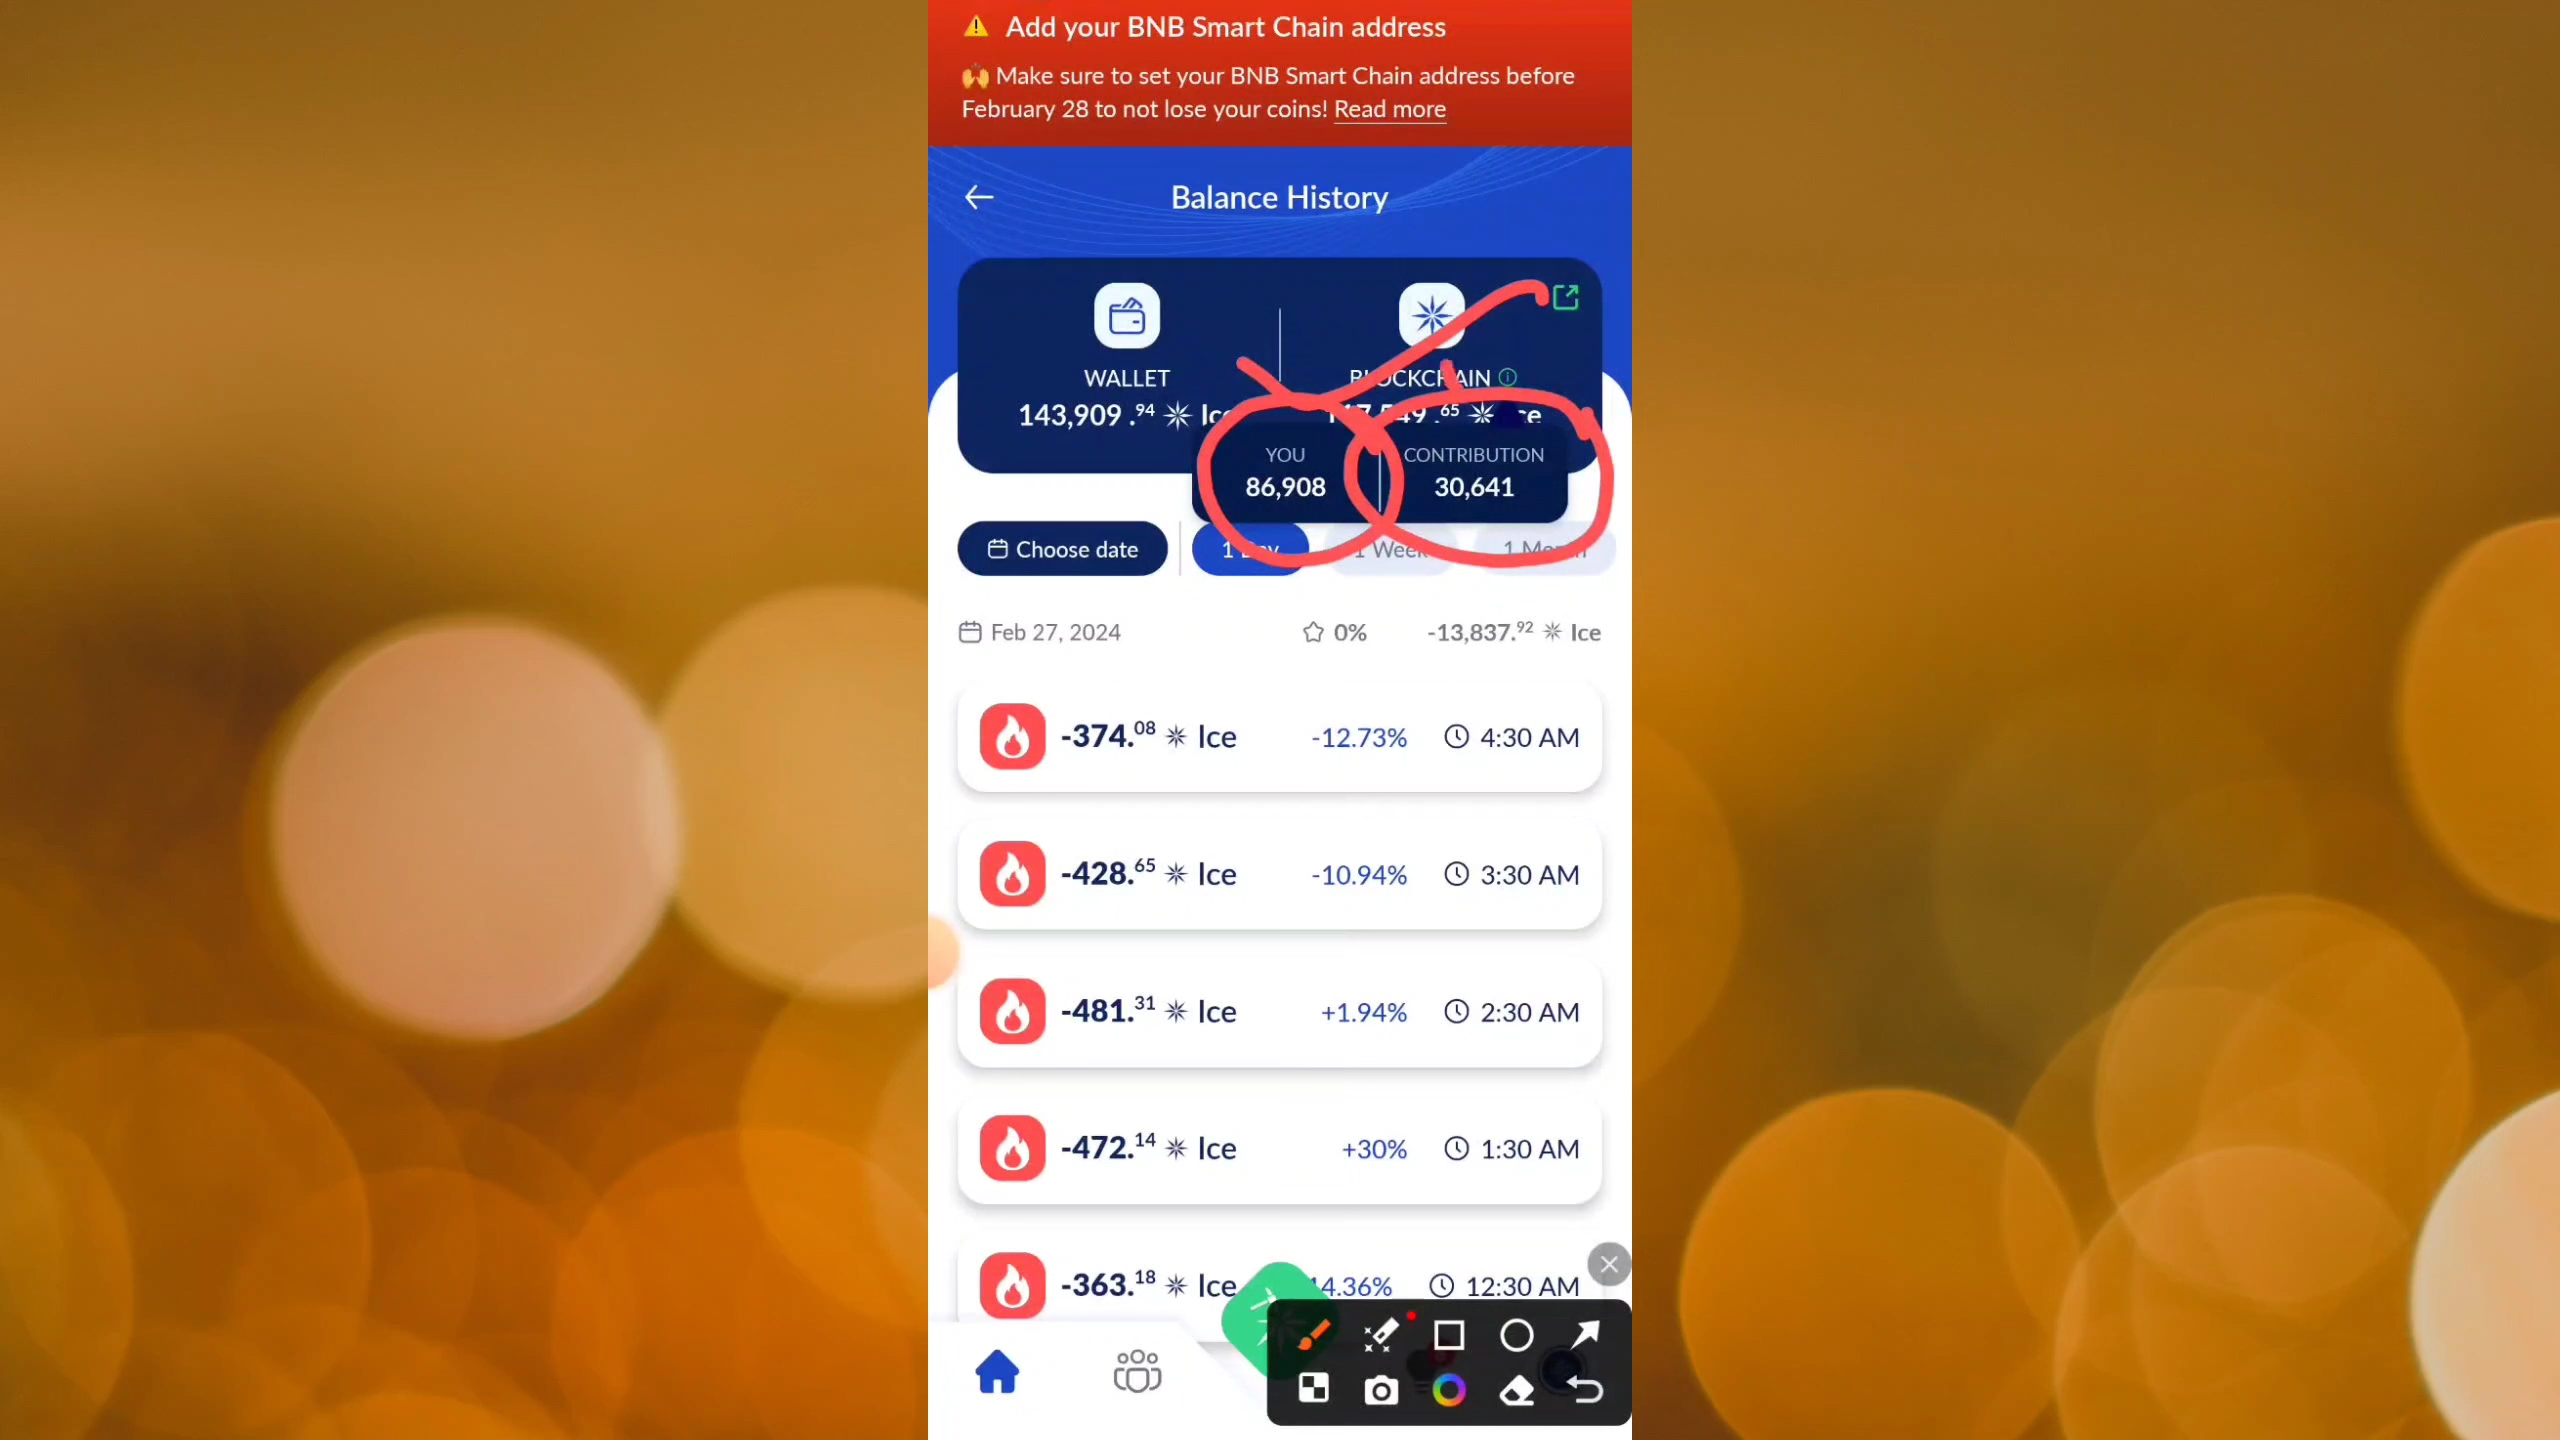 Add your BNB Smart Chain address
Make sure to set your BNB Smart Chain address before
February 28 to not lose your coins! Read more
Balance History
WALLET
BLOCKCHAIN
143,909.94 Ice
117,549.65 Ice
YOU
CONTRIBUTION
86,908
30,641
Choose date
1 Day
1 Week
1 Month
Feb 27, 2024
0%
-13,837.92 Ice
-374.08 Ice
-12.73%
4:30 AM
-428.65 Ice
-10.94%
3:30 AM
-481.31 Ice
+1.94%
2:30 AM
-472.14 Ice
+30%
1:30 AM
-363.18 Ice
4.36%
12:30 AM